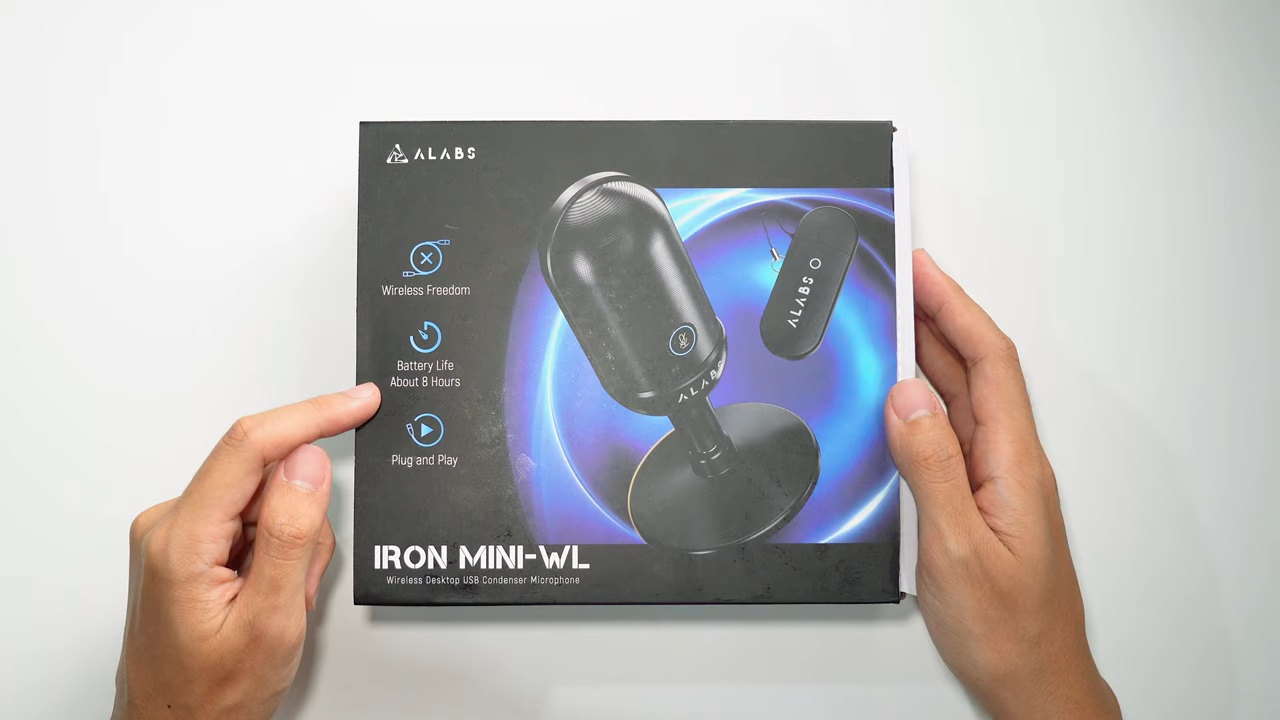 ALABS
Wireless Freedom
Battery Life
About 8 Hours
Plug and Play
ALABS
ALABS
IRON MINI-WL
Wireless Desktop USB Condenser Microphone